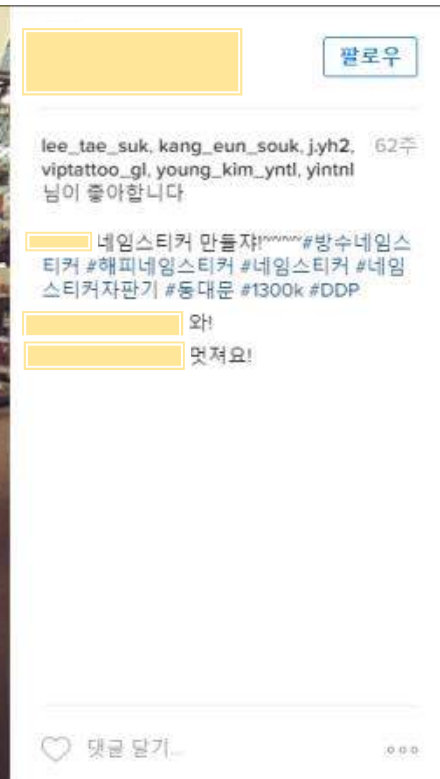 팔로우
lee_tae_suk, kang_eun_souk, j.yh2, 62주
viptattoo_gl, young_kim_yntl, yintnl
님이 좋아합니다
네임스티커 만들쟈!~~~~#방수네임스
티커 #해피네임스티커 #네임스티커 #네임
스티커자판기 #동대문 #1300k #DDP
와!
멋져요!
댓글 달기...